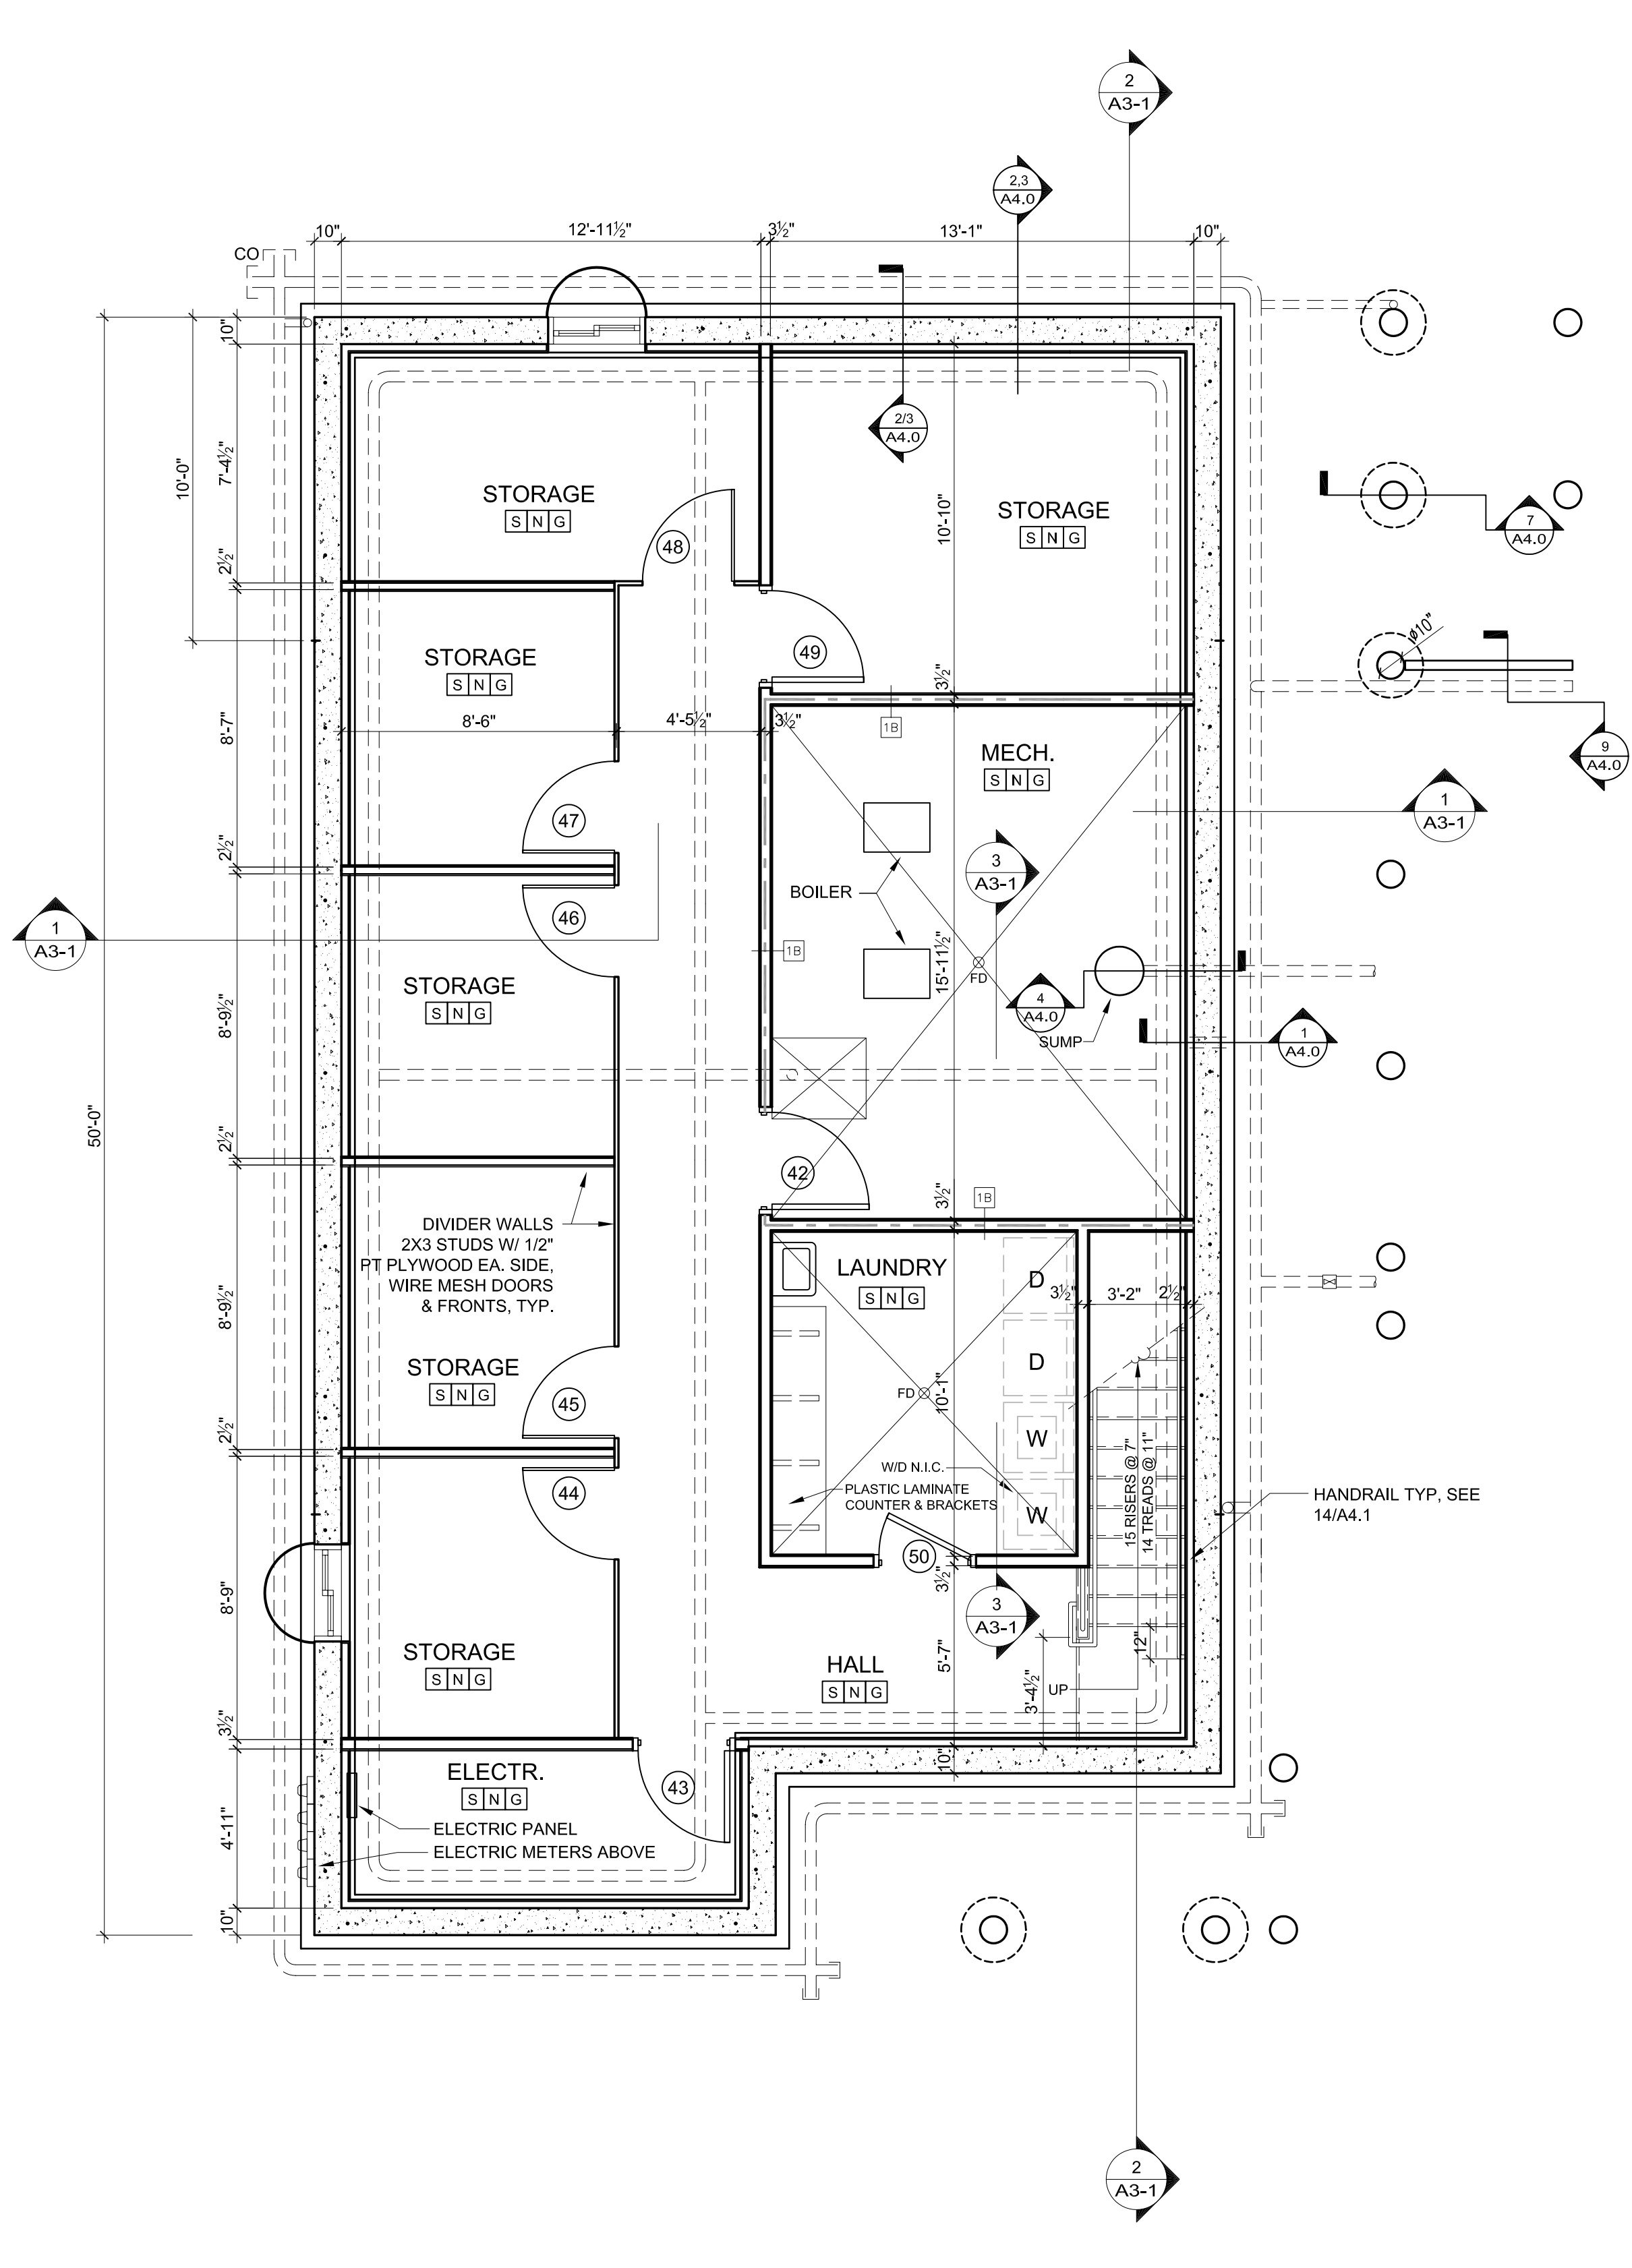 2
A3-1
2,3
A4.0
10"
12'-11½"
3½"
13'-1"
10"
CO
10"
2/3
A4.0
7'-4½"
10'-0"
STORAGE
S N G
STORAGE
S N G
10'-10"
7
A4.0
48
2½"
ø10"
STORAGE
S N G
49
3½"
8'-6"
4'-5½"
3½"
1B
8'-7"
MECH.
S N G
9
A4.0
1
A3-1
47
2½"
3
A3-1
BOILER
46
1
A3-1
1B
15'-11½"
FD
STORAGE
S N G
4
A4.0
8'-9½"
SUMP
1
A4.0
50'-0"
2½"
42
3½"
1B
DIVIDER WALLS
2X3 STUDS W/ 1/2"
PT PLYWOOD EA. SIDE,
WIRE MESH DOORS
& FRONTS, TYP.
LAUNDRY
S N G
D
3½"
3'-2"
2½"
8'-9½"
STORAGE
S N G
D
FD
10'-1"
45
2½"
W
W/D N.I.C.
PLASTIC LAMINATE
COUNTER & BRACKETS
W
15 RISERS @ 7"
14 TREADS @ 11"
44
HANDRAIL TYP, SEE
14/A4.1
50
3½"
8'-9"
3
A3-1
STORAGE
S N G
HALL
S N G
5'-7"
12"
3'-4½"
UP
3½"
10"
ELECTR.
S N G
43
ELECTRIC PANEL
ELECTRIC METERS ABOVE
4'-11"
10"
2
A3-1